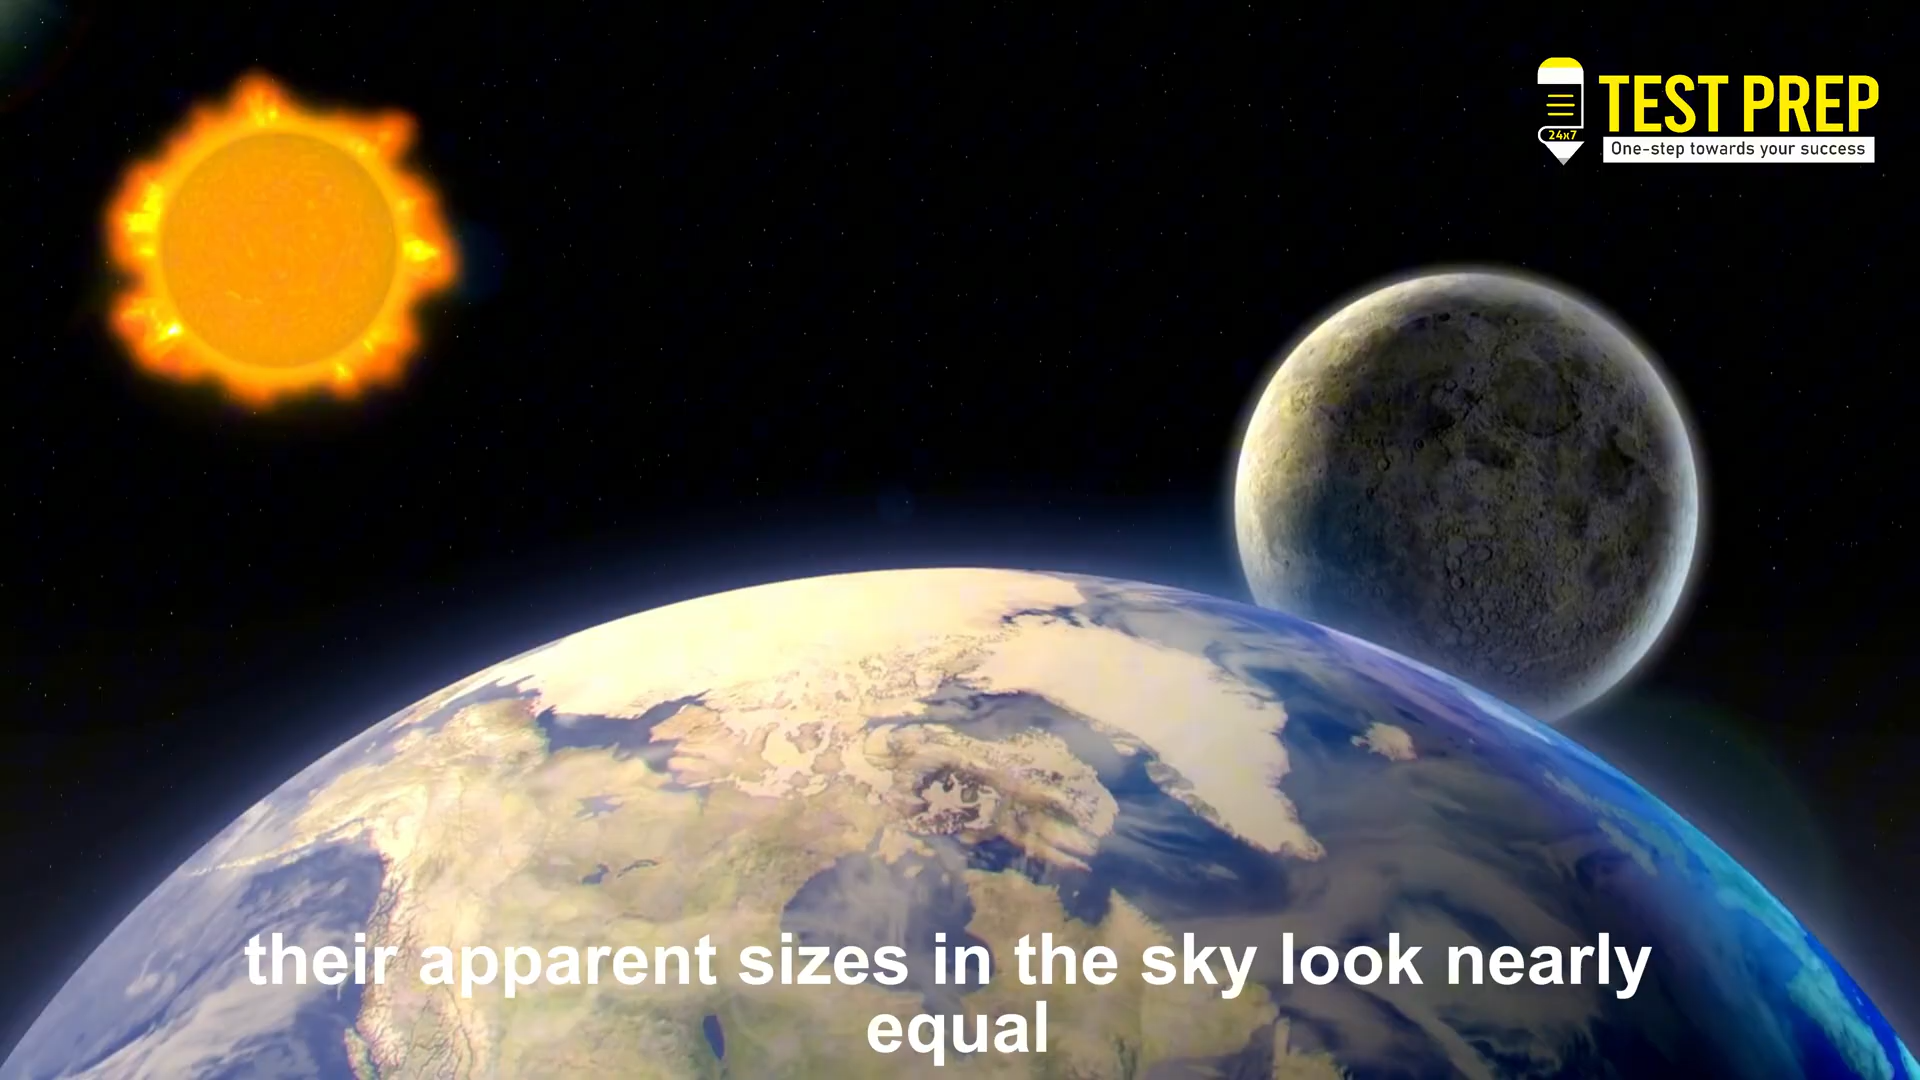 TEST PREP
24x7
One-step towards your success
their apparent sizes in the sky look nearly
equal